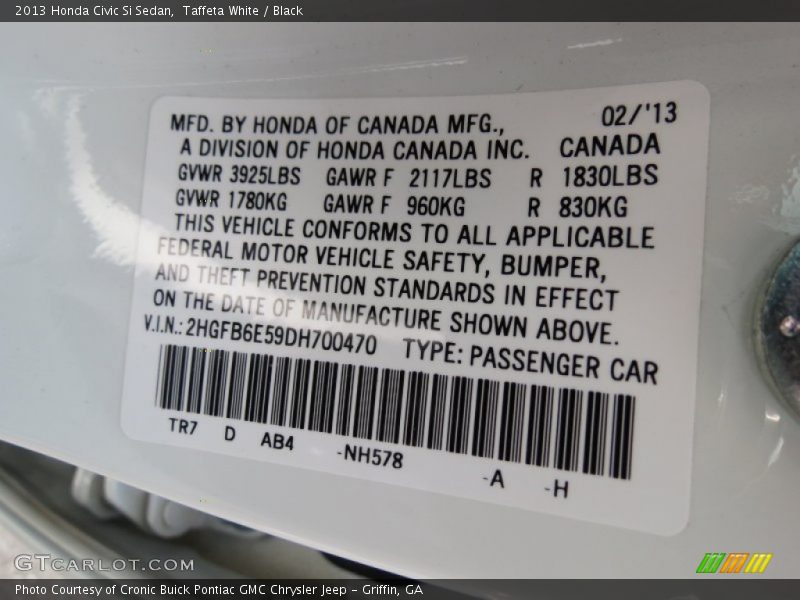 2013 Honda Civic Si Sedan,  Taffeta White / Black
02/'13
MFD. BY HONDA OF CANADA MFG.,
A DIVISION OF HONDA CANADA INC. CANADA
GVWR 3925LBS GAWR F 2117LBS R 1830LBS
GVWR 1780KG GAWR F 960KG R 830KG
THIS VEHICLE CONFORMS TO ALL APPLICABLE
FEDERAL MOTOR VEHICLE SAFETY, BUMPER,
AND THEFT PREVENTION STANDARDS IN EFFECT
ON THE DATE OF MANUFACTURE SHOWN ABOVE.
V.I.N.: 2HGFB6E59DH700470 TYPE: PASSENGER CAR
TR7 D AB4 -NH578 -A -H
GTCARLOT.COM
Photo Courtesy of Cronic Buick Pontiac GMC Chrysler Jeep – Griffin, GA